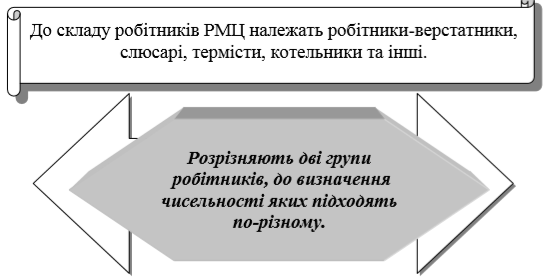 До складу робітників РМЦ належать робітники-верстатники,
слюсарі, термісти, котельники та інші.
Розрізняють дві групи
робітників, до визначення
чисельності яких підходять
по-різному.